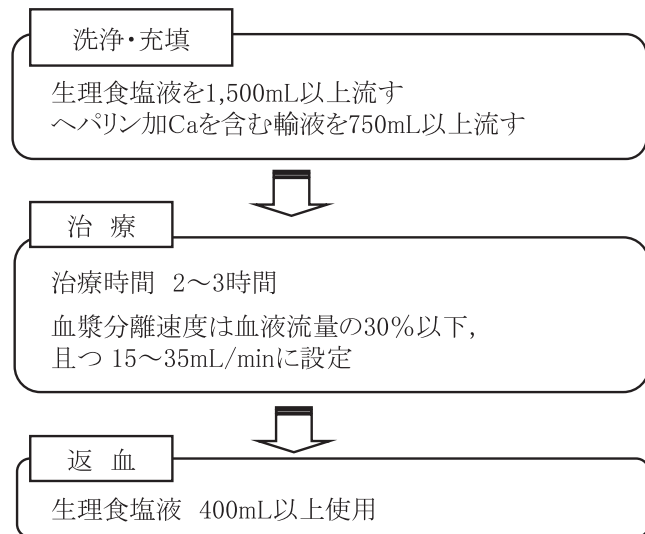 洗浄・充填
生理食塩液を1,500mL以上流す
ヘパリン加Caを含む輸液を750mL以上流す
治 療
治療時間 2～3時間
血漿分離速度は血液流量の30％以下,
且つ 15～35mL/minに設定
返 血
生理食塩液 400mL以上使用